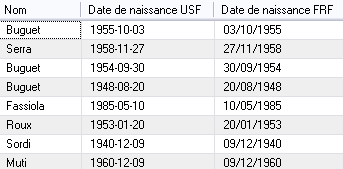 Nom Date de naissance USF Date de naissance FRF
Buguet 1955-10-03 03/10/1955
Serra 1958-11-27 27/11/1958
Buguet 1954-09-30 30/09/1954
Buguet 1948-08-20 20/08/1948
Fassiola 1985-05-10 10/05/1985
Roux 1953-01-20 20/01/1953
Sordi 1940-12-09 09/12/1940
Muti 1960-12-09 09/12/1960